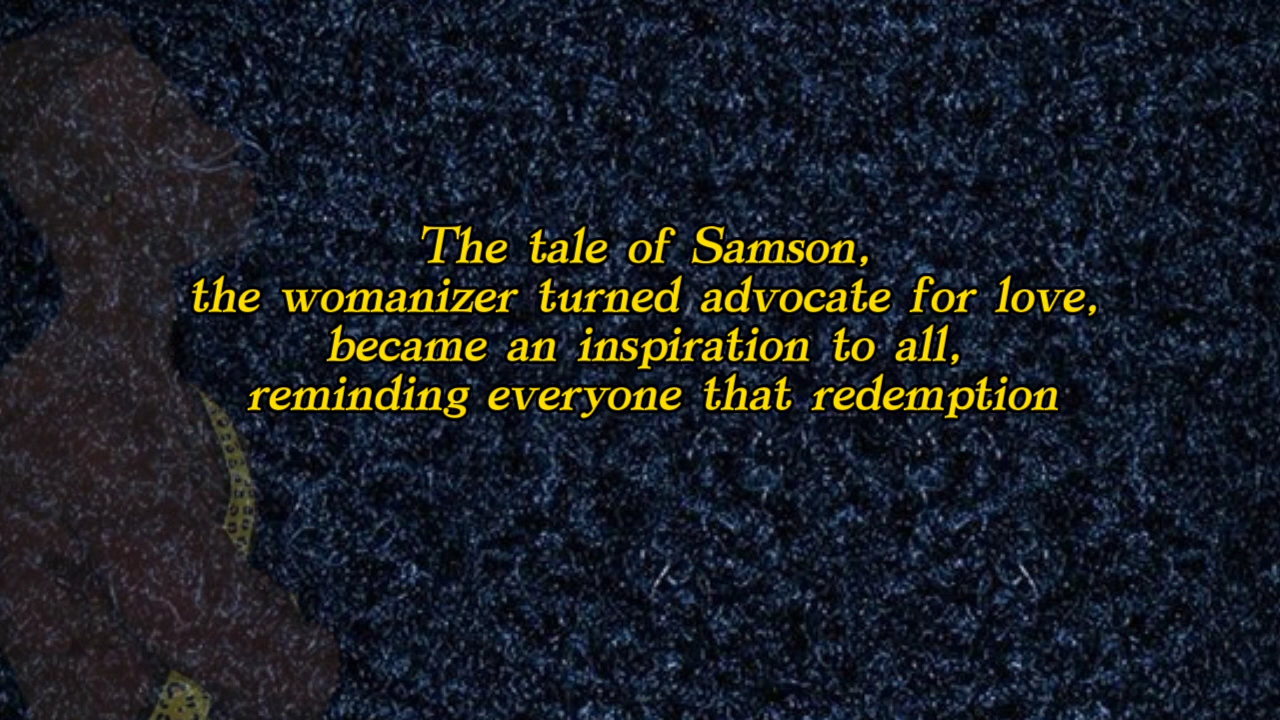 The tale of Samson,
the womanizer turned advocate for love,
became an inspiration to all,
reminding everyone that redemption